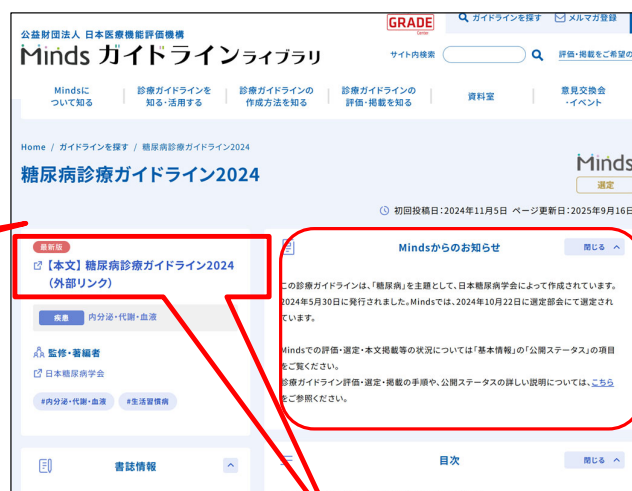 公益財団法人 日本医療機能評価機構
Minds ガイドラインライブラリ
GRADE
Center
ガイドラインを探す
メルマガ登録
サイト内検索
評価・掲載をご希望の
Mindsに
ついて知る
診療ガイドラインを
知る・活用する
診療ガイドラインの
作成方法を知る
診療ガイドラインの
評価・掲載を知る
資料室
意見交換会
・イベント
Home / ガイドラインを探す / 糖尿病診療ガイドライン2024
糖尿病診療ガイドライン2024
Minds
選定
初回投稿日:2024年11月5日 ページ更新日:2025年9月16日
最新版
【本文】糖尿病診療ガイドライン2024
(外部リンク)
疾患 内分泌・代謝・血液
監修・著編者
日本糖尿病学会
#内分泌・代謝・血液 #生活習慣病
書誌情報
Mindsからのお知らせ
閉じる
この診療ガイドラインは、「糖尿病」を主題として、日本糖尿病学会によって作成されています。
2024年5月30日に発行されました。Mindsでは、2024年10月22日に選定部会にて選定され
ています。
Mindsでの評価・選定・本文掲載等の状況については「基本情報」の「公開ステータス」の項目
をご覧ください。
診療ガイドライン評価・選定・掲載の手順や、公開ステータスの詳しい説明については、こちら
をご参照ください。
目次
閉じる